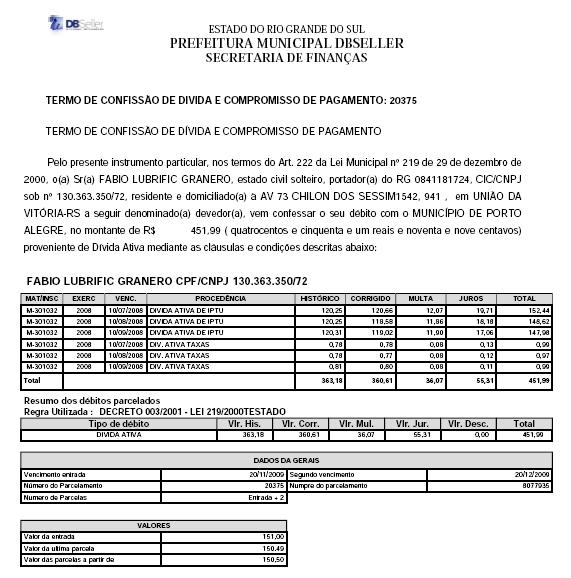 DBSeller
ESTADO DO RIO GRANDE DO SUL
PREFEITURA MUNICIPAL DBSELLER
SECRETARIA DE FINANÇAS
TERMO DE CONFISSÃO DE DIVIDA E COMPROMISSO DE PAGAMENTO: 20375
TERMO DE CONFISSÃO DE DÍVIDA E COMPROMISSO DE PAGAMENTO
Pelo presente instrumento particular, nos termos do Art. 222 da Lei Municipal nº 219 de 29 de dezembro de
2000, o(a) Sr(a) FABIO LUBRIFIC GRANERO, estado civil solteiro, portador(a) do RG 0841181724, CIC/CNPJ
sob nº 130.363.350/72, residente e domiciliado(a) à AV 73 CHILON DOS SESSIM1542, 941 , em UNIÃO DA
VITÓRIA-RS a seguir denominado(a) devedor(a), vem confessar o seu débito com o MUNICÍPIO DE PORTO
ALEGRE, no montante de R$ 451,99 ( quatrocentos e cinquenta e um reais e noventa e nove centavos)
proveniente de Dívida Ativa mediante as cláusulas e condições descritas abaixo:
FABIO LUBRIFIC GRANERO CPF/CNPJ 130.363.350/72
MAT/INSC EXERC VENC. PROCEDÊNCIA HISTÓRICO CORRIGIDO MULTA JUROS TOTAL
M-301032 2008 10/07/2008 DIVIDA ATIVA DE IPTU 120,25 120,66 12,07 19,71 152,44
M-301032 2008 10/08/2008 DIVIDA ATIVA DE IPTU 120,25 118,58 11,86 18,18 148,62
M-301032 2008 10/09/2008 DIVIDA ATIVA DE IPTU 120,31 119,02 11,90 17,06 147,98
M-301032 2008 10/07/2008 DIV. ATIVA TAXAS 0,78 0,78 0,08 0,13 0,99
M-301032 2008 10/08/2008 DIV. ATIVA TAXAS 0,78 0,77 0,08 0,12 0,97
M-301032 2008 10/09/2008 DIV. ATIVA TAXAS 0,81 0,80 0,08 0,11 0,99
Total 363,18 360,61 36,07 55,31 451,99
Resumo dos débitos parcelados
Regra Utilizada : DECRETO 003/2001 - LEI 219/2000TESTADO
Tipo de débito Vlr. His. Vlr. Corr. Vlr. Mul. Vlr. Jur. Vlr. Desc. Total
DIVIDA ATIVA 363,18 360,61 36,07 55,31 0,00 451,99
DADOS DA GERAIS
Vencimento entrada 20/11/2009 Segundo vencimento 20/12/2009
Número do Parcelamento 20375 Numpre do parcelamento 8077935
Numero de Parcelas Entrada + 2
VALORES
Valor da entrada 151,00
Valor da ultima parcela 150,49
Valor das parcelas a partir de 150,50